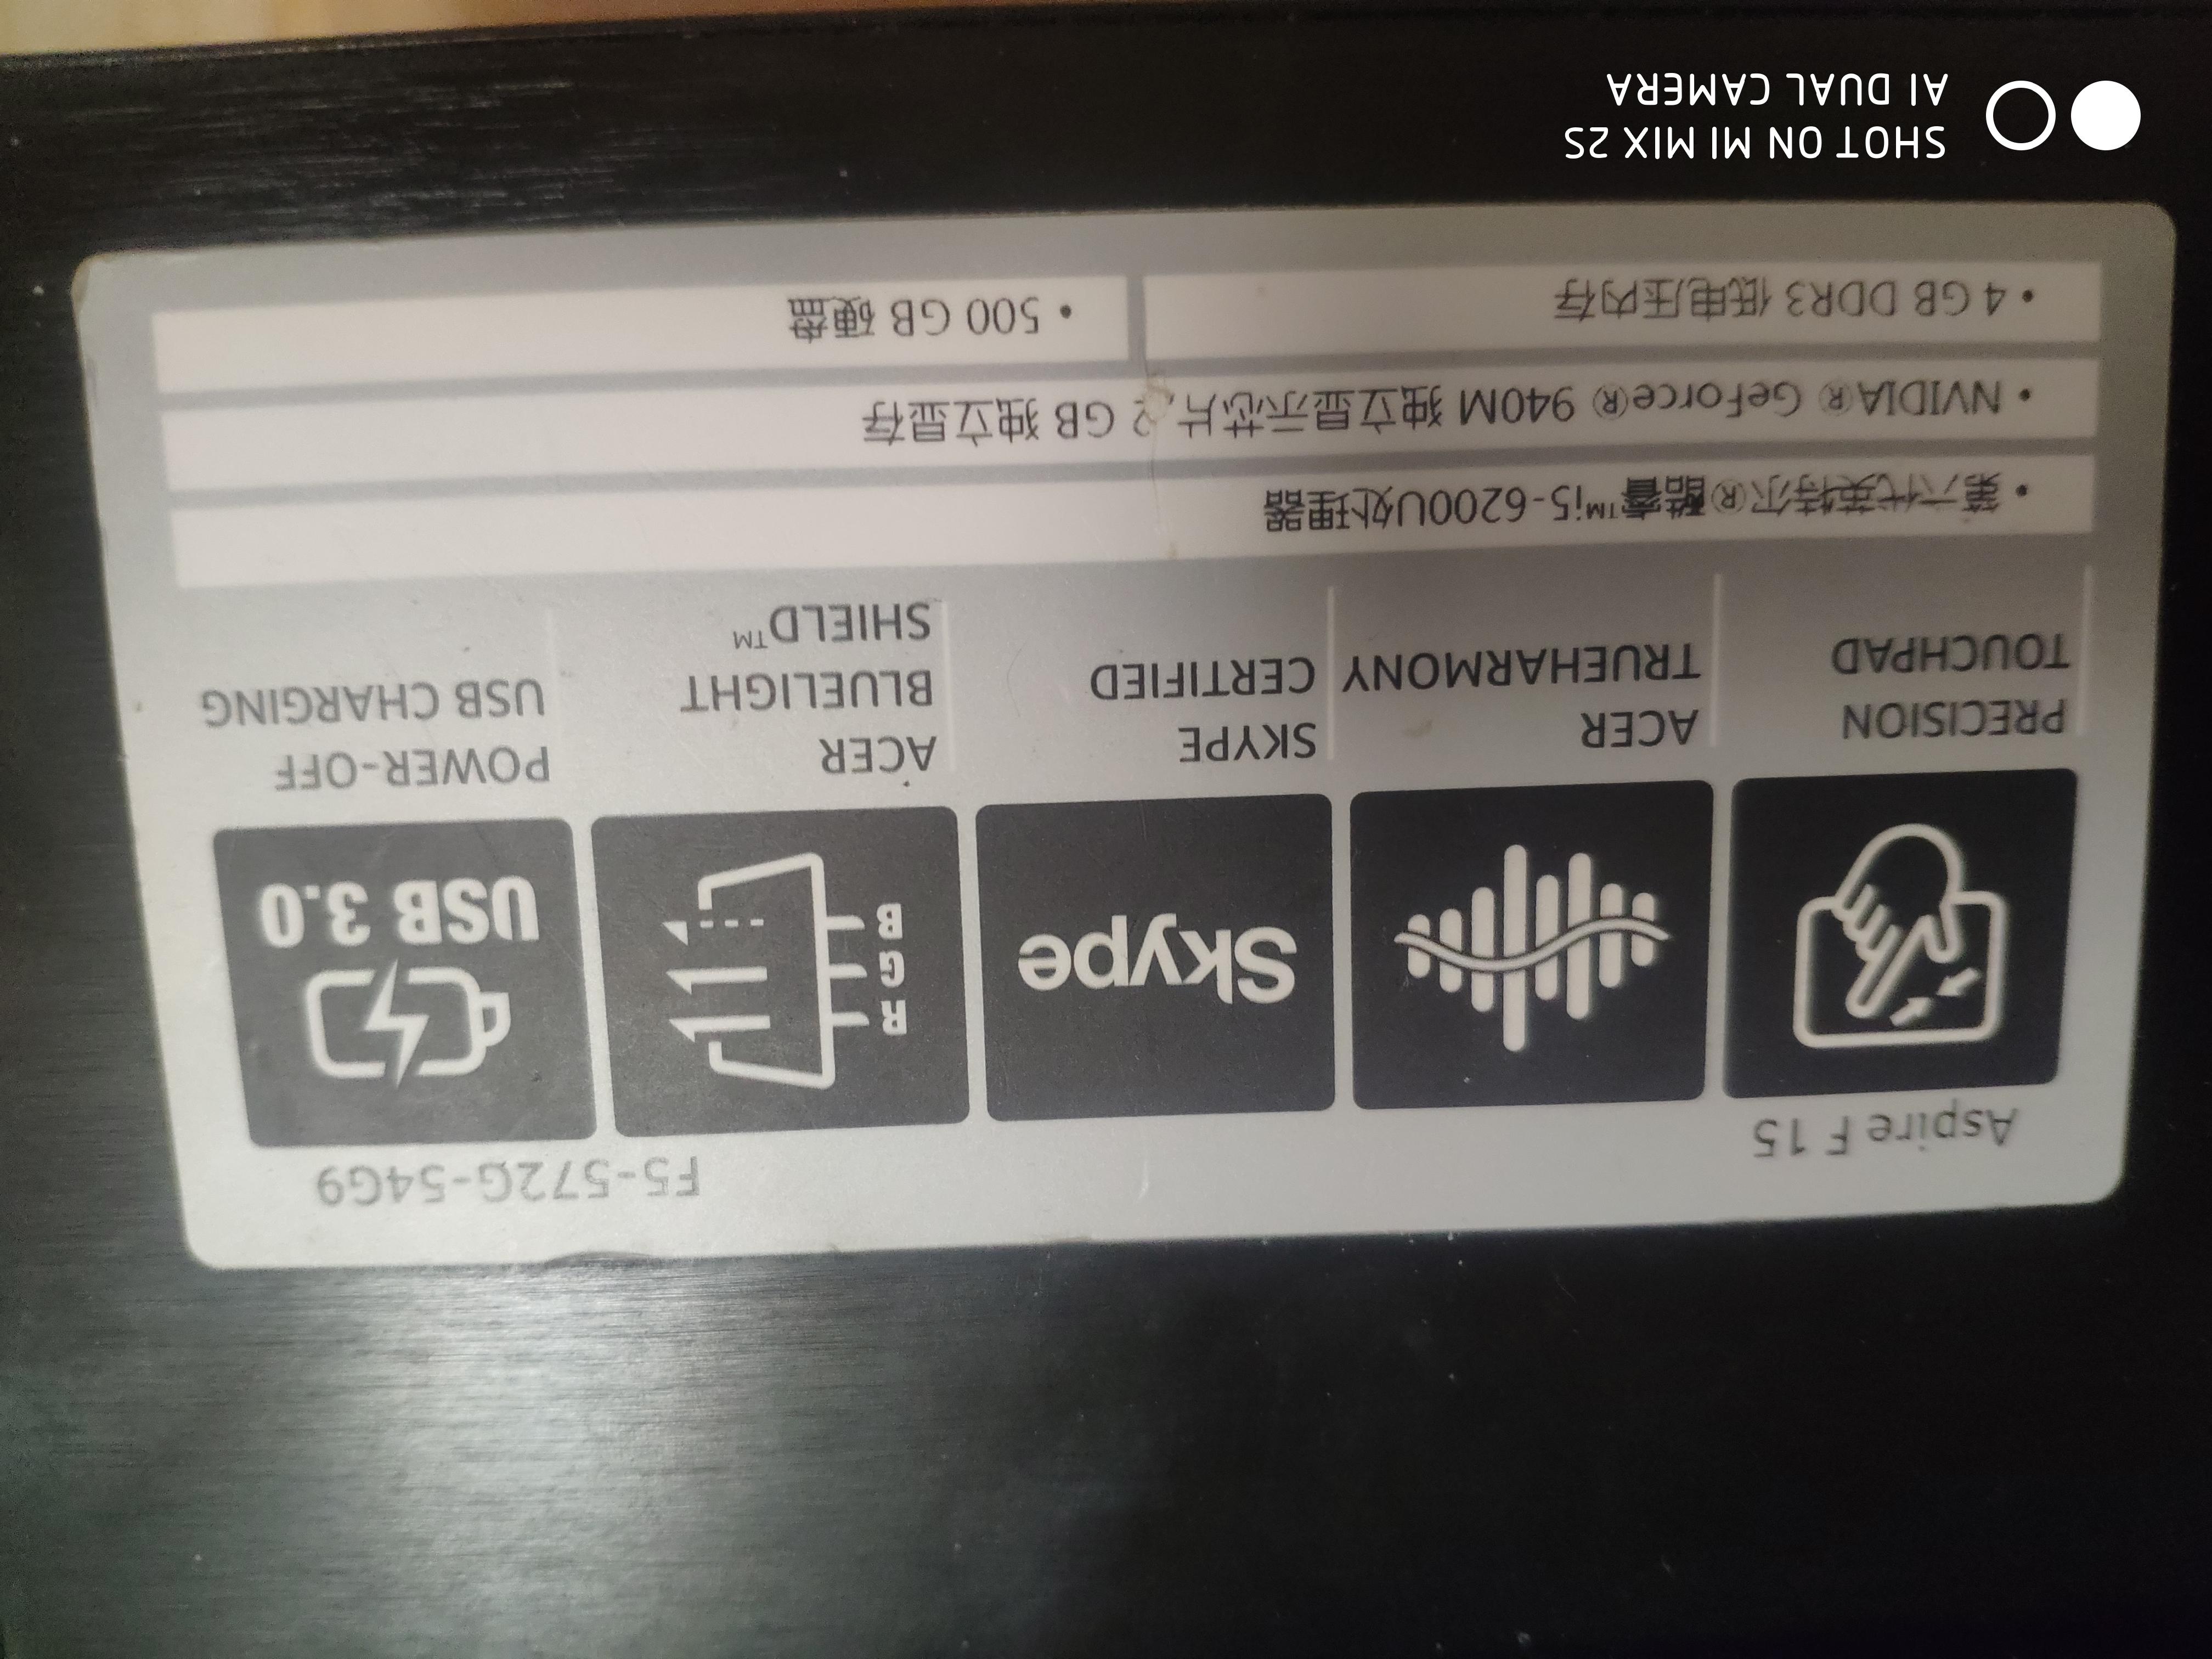 Aspire F 15
F5-572G-54G9
USB 3.0
R G B
Skype
PRECISION
TOUCHPAD
ACER
TRUEHARMONY
SKYPE
CERTIFIED
ACER
BLUELIGHT
SHIELD™
POWER-OFF
USB CHARGING
• 第六代英特尔®酷睿™i5-6200U处理器
• NVIDIA® GeForce® 940M 独立显示芯片, 2 GB 独立显存
• 4 GB DDR3 低电压内存
• 500 GB 硬盘
SHOT ON MI MIX 2S
AI DUAL CAMERA